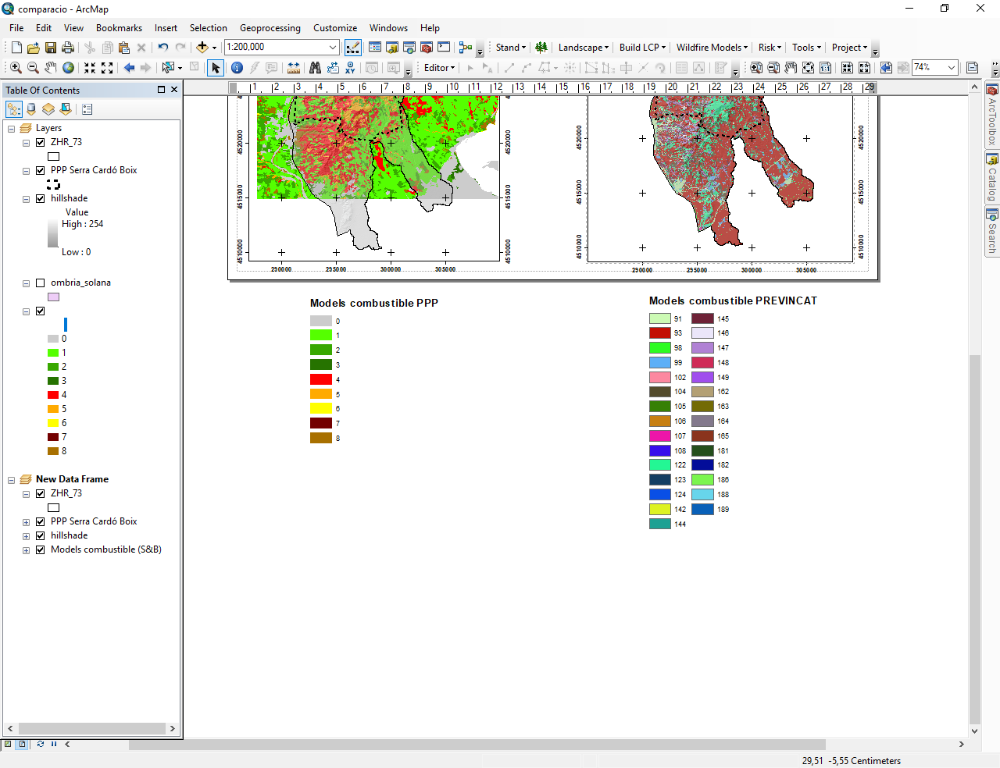 comparacio - ArcMap
File Edit View Bookmarks Insert Selection Geoprocessing Customize Windows Help
1:200,000
Stand Landscape Build LCP Wildfire Models Risk Tools Project
Editor
74%
Table Of Contents
1 2 3 4 5 6 7 8 9 10 11 12 13 14 15 16 17 18 19 20 21 22 23 24 25 26 27 28 29
Layers
ZHR_73
PPP Serra Cardó Boix
hillshade
Value
High : 254
Low : 0
ombria_solana
0
1
2
3
4
5
6
7
8
New Data Frame
ZHR_73
PPP Serra Cardó Boix
hillshade
Models combustible (S&B)
4520000
4515000
4510000
4520000
4515000
4510000
290000 295000 300000 305000
4520000
4515000
4510000
4520000
4515000
4510000
290000 295000 300000 305000
Models combustible PPP
0
1
2
3
4
5
6
7
8
Models combustible PREVINCAT
91 145
93 146
98 147
99 148
102 149
104 162
105 163
106 164
107 165
108 181
122 182
123 186
124 188
142 189
144
ArcToolbox
Catalog
Search
29,51 -5,55 Centimeters